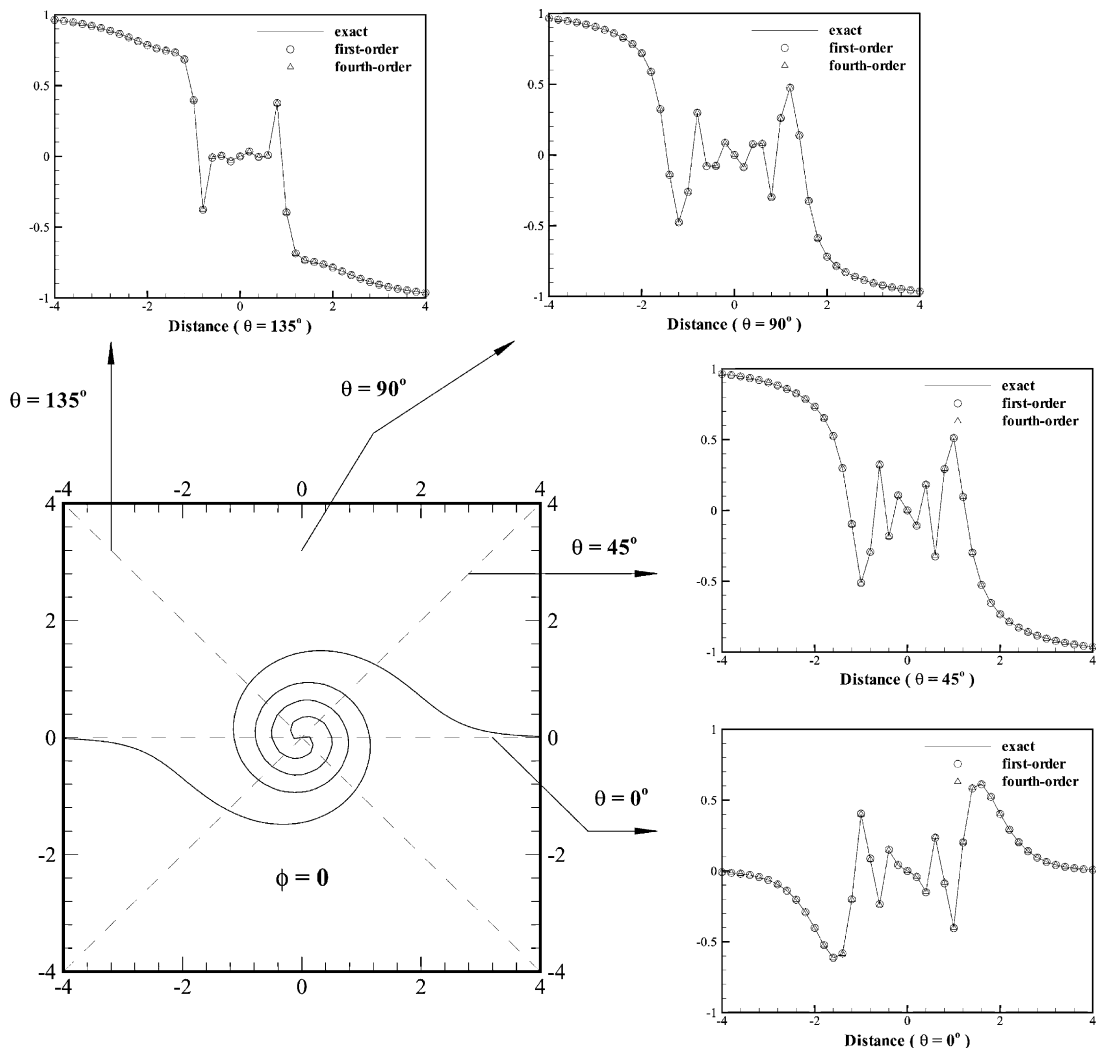 1
0.5
0
-0.5
-1
exact
first-order
fourth-order
-4 -2 0 2 4
Distance ( θ = 135° )
1
0.5
0
-0.5
-1
exact
first-order
fourth-order
-4 -2 0 2 4
Distance ( θ = 90° )
θ = 135°
θ = 90°
θ = 45°
θ = 0°
-4 -2 0 2 4
4 4
2 2
0 0
-2 -2
-4 -4
-4 -2 0 2 4
ϕ = 0
1
0.5
0
-0.5
-1
exact
first-order
fourth-order
-4 -2 0 2 4
Distance ( θ = 45° )
1
0.5
0
-0.5
-1
exact
first-order
fourth-order
-4 -2 0 2 4
Distance ( θ = 0° )